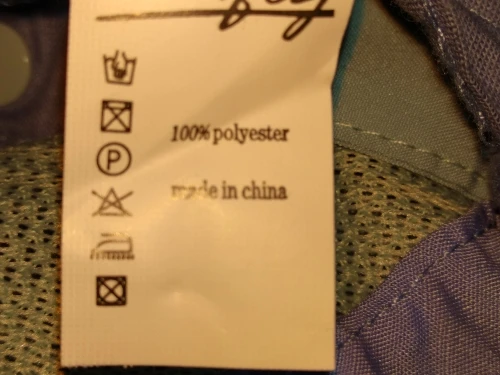 P
100% polyester
made in china